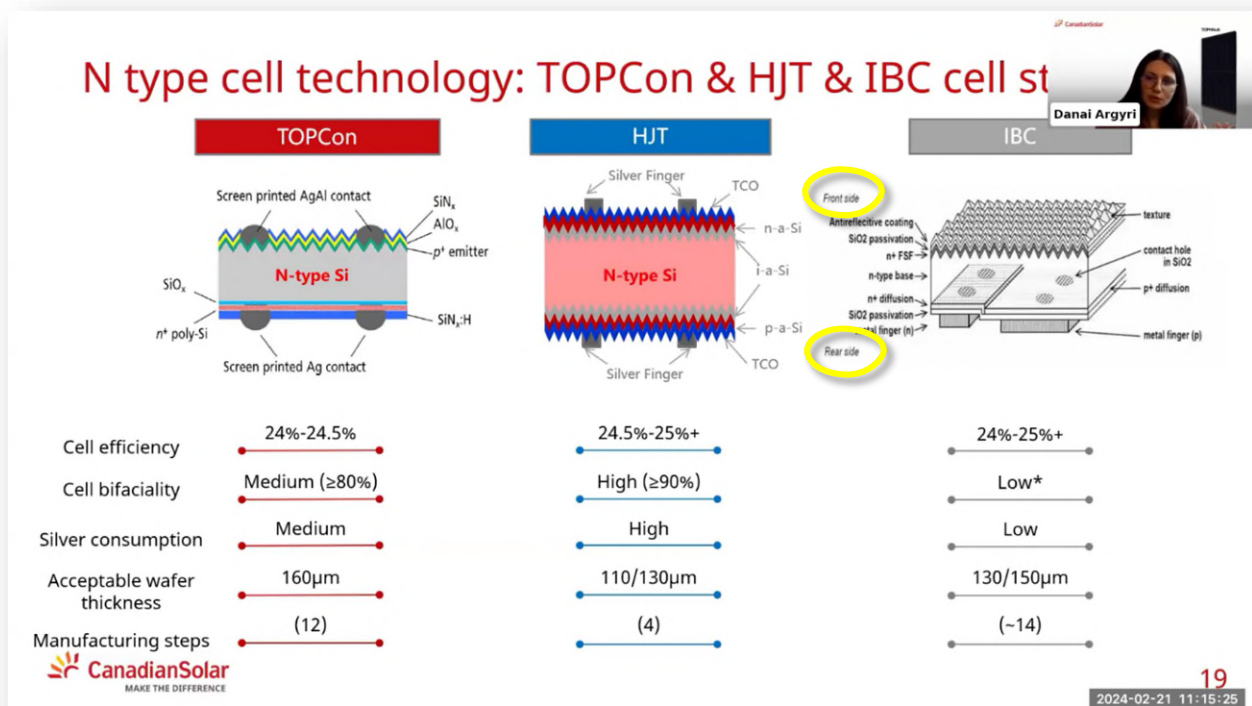 CanadianSolar
N type cell technology: TOPCon & HJT & IBC cell st
Danai Argyri
TOPCon
HJT
IBC
Screen printed AgAl contact
SiNx
AlOx
p+ emitter
N-type Si
SiOx
n+ poly-Si
SiNx:H
Screen printed Ag contact
Silver Finger
TCO
n-a-Si
i-a-Si
N-type Si
p-a-Si
TCO
Silver Finger
Front side
Antireflective coating
SiO2 passivation
n+ FSF
n-type base
n+ diffusion
SiO2 passivation
metal finger (n)
Rear side
texture
contact hole
in SiO2
p+ diffusion
metal finger (p)
Cell efficiency 24%-24.5% 24.5%-25%+ 24%-25%+
Cell bifaciality Medium (≥80%) High (≥90%) Low*
Silver consumption Medium High Low
Acceptable wafer
thickness 160µm 110/130µm 130/150µm
Manufacturing steps (12) (4) (~14)
CanadianSolar
MAKE THE DIFFERENCE
19
2024-02-21 11:15:25